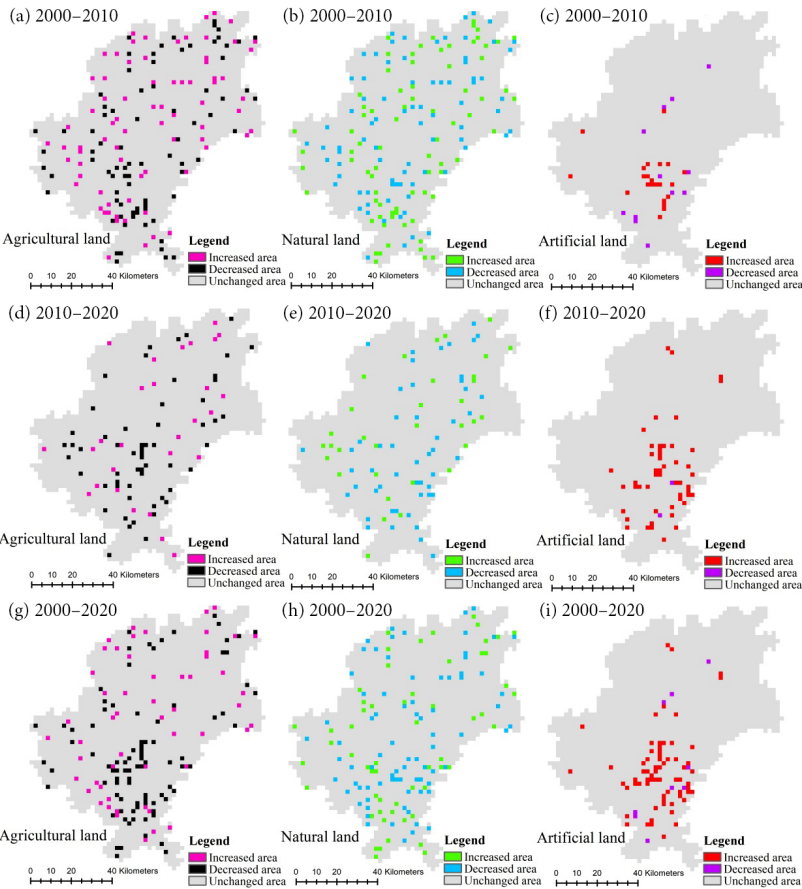 (a) 2000–2010
Agricultural land
Legend
Increased area
Decreased area
Unchanged area
0 10 20 40 Kilometers
(b) 2000–2010
Natural land
Legend
Increased area
Decreased area
Unchanged area
0 10 20 40 Kilometers
(c) 2000–2010
Artificial land
Legend
Increased area
Decreased area
Unchanged area
0 10 20 40 Kilometers
(d) 2010–2020
Agricultural land
Legend
Increased area
Decreased area
Unchanged area
0 10 20 40 Kilometers
(e) 2010–2020
Natural land
Legend
Increased area
Decreased area
Unchanged area
0 10 20 40 Kilometers
(f) 2010–2020
Artificial land
Legend
Increased area
Decreased area
Unchanged area
0 10 20 40 Kilometers
(g) 2000–2020
Agricultural land
Legend
Increased area
Decreased area
Unchanged area
0 10 20 40 Kilometers
(h) 2000–2020
Natural land
Legend
Increased area
Decreased area
Unchanged area
0 10 20 40 Kilometers
(i) 2000–2020
Artificial land
Legend
Increased area
Decreased area
Unchanged area
0 10 20 40 Kilometers